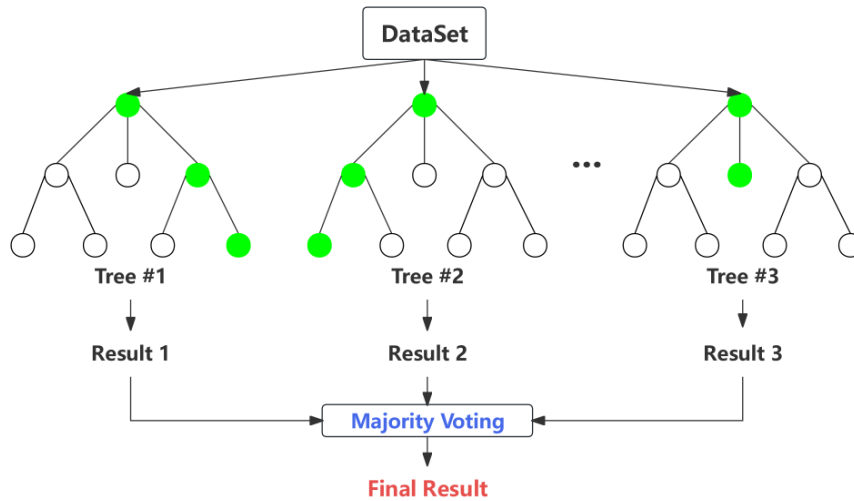 DataSet
...
Tree #1
Tree #2
Tree #3
Result 1
Result 2
Result 3
Majority Voting
Final Result